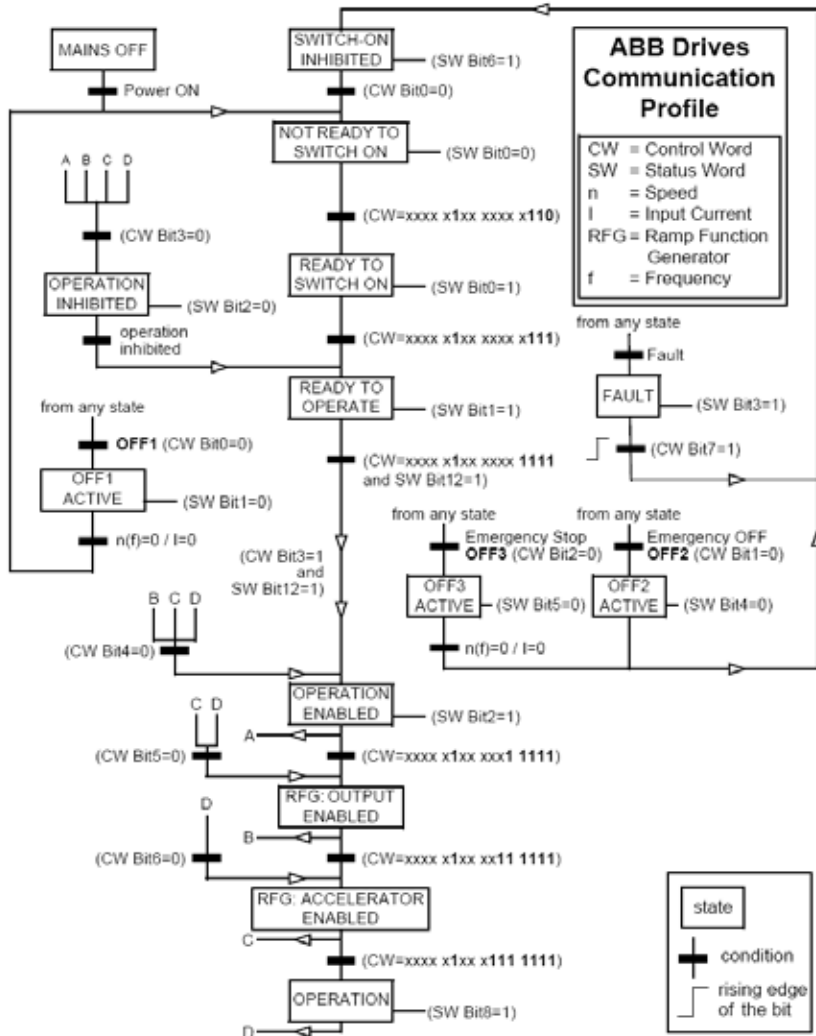 MAINS OFF
Power ON
SWITCH-ON
INHIBITED
(SW Bit6=1)
(CW Bit0=0)
NOT READY TO
SWITCH ON
(SW Bit0=0)
A B C D
(CW Bit3=0)
OPERATION
INHIBITED
(SW Bit2=0)
operation
inhibited
(CW=xxxx x1xx xxxx x110)
READY TO
SWITCH ON
(SW Bit0=1)
(CW=xxxx x1xx xxxx x111)
READY TO
OPERATE
(SW Bit1=1)
(CW=xxxx x1xx xxxx 1111
and SW Bit12=1)
ABB Drives
Communication
Profile
CW = Control Word
SW = Status Word
n = Speed
I = Input Current
RFG = Ramp Function
Generator
f = Frequency
from any state
Fault
FAULT
(SW Bit3=1)
(CW Bit7=1)
from any state
OFF1 (CW Bit0=0)
OFF1
ACTIVE
(SW Bit1=0)
n(f)=0 / I=0
(CW Bit3=1
and
SW Bit12=1)
from any state
Emergency Stop
OFF3 (CW Bit2=0)
OFF3
ACTIVE
(SW Bit5=0)
n(f)=0 / I=0
from any state
Emergency OFF
OFF2 (CW Bit1=0)
OFF2
ACTIVE
(SW Bit4=0)
B C D
(CW Bit4=0)
OPERATION
ENABLED
(SW Bit2=1)
A
C D
(CW Bit5=0)
(CW=xxxx x1xx xxx1 1111)
RFG: OUTPUT
ENABLED
B
D
(CW Bit6=0)
(CW=xxxx x1xx xx11 1111)
RFG: ACCELERATOR
ENABLED
C
(CW=xxxx x1xx x111 1111)
OPERATION
(SW Bit8=1)
D
state
condition
rising edge
of the bit